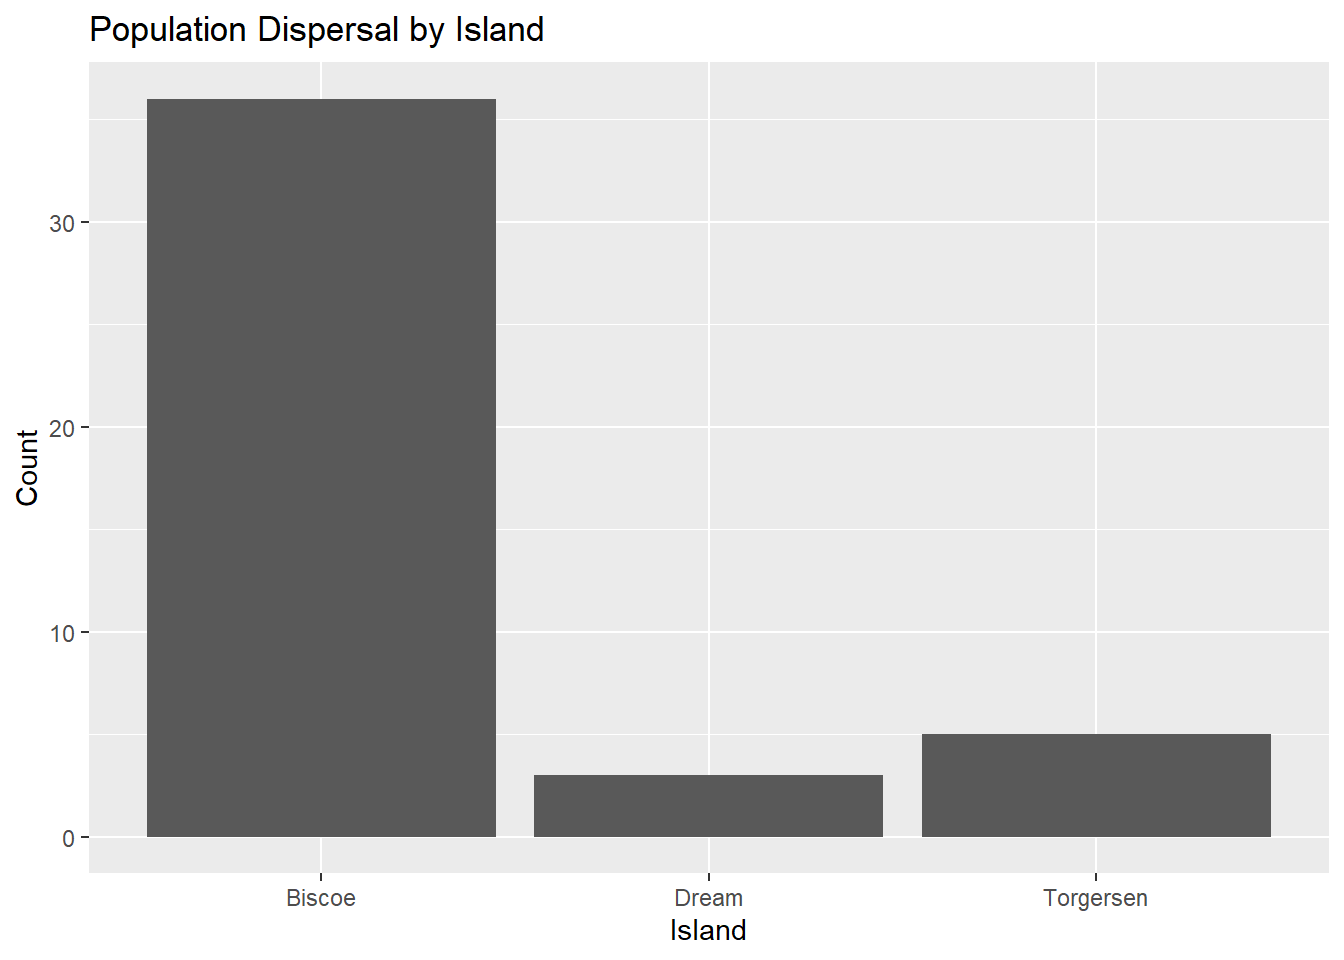 Population Dispersal by Island
Count
30
20
10
0
Biscoe
Dream
Torgersen
Island